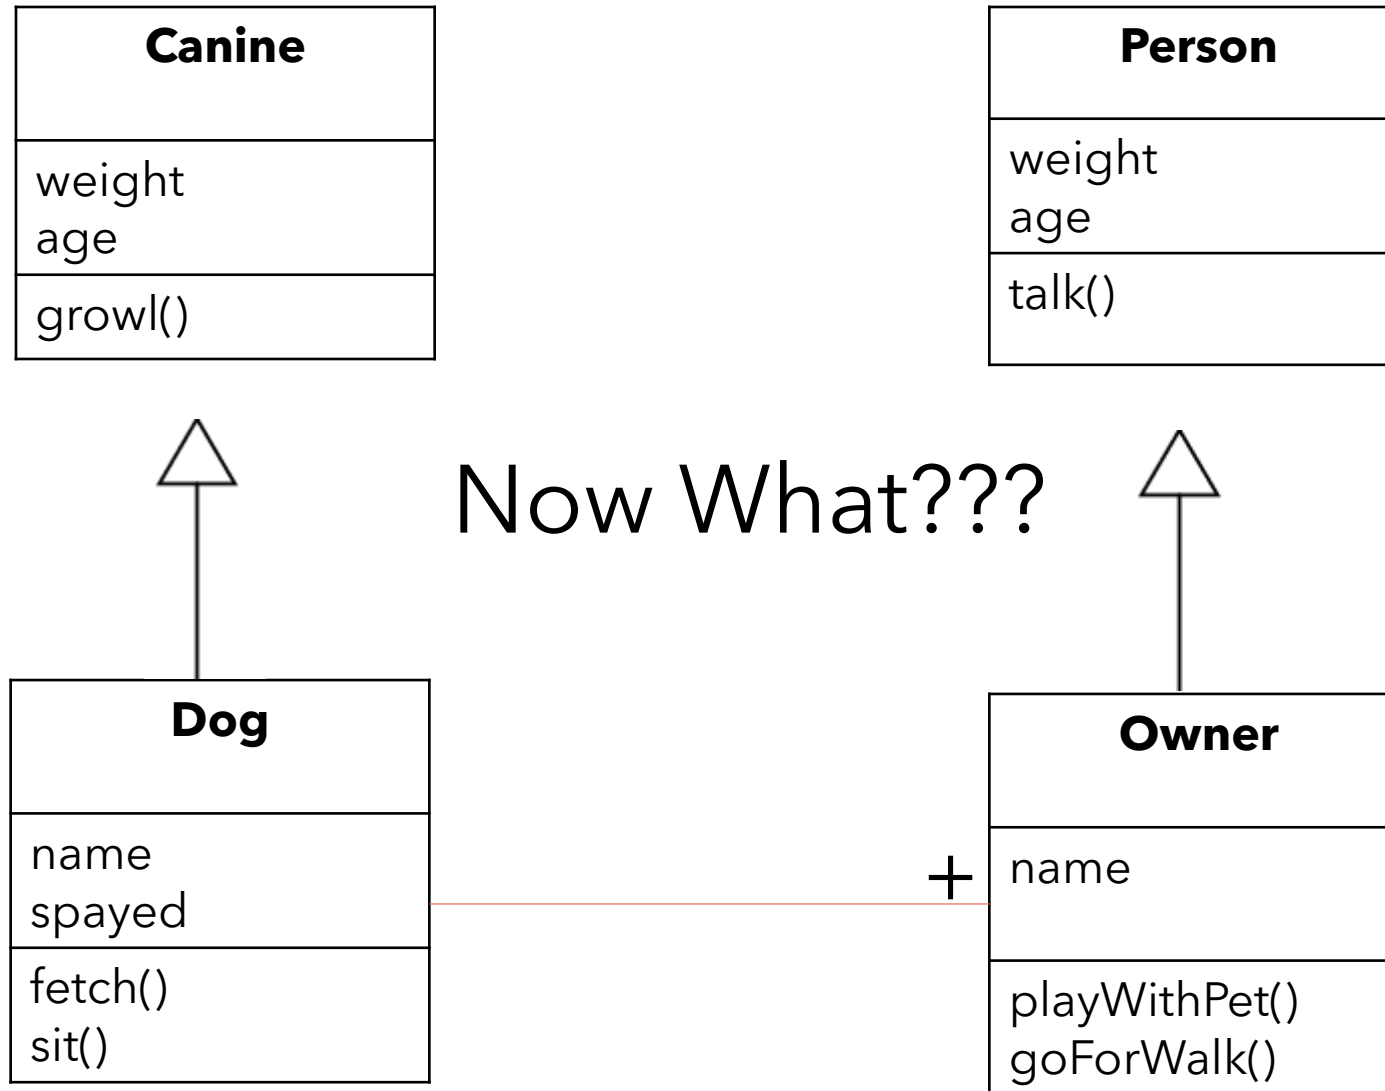 Canine
weight
age
growl()
Person
weight
age
talk()
Now What???
Dog
name
spayed
fetch()
sit()
+
Owner
name
playWithPet()
goForWalk()